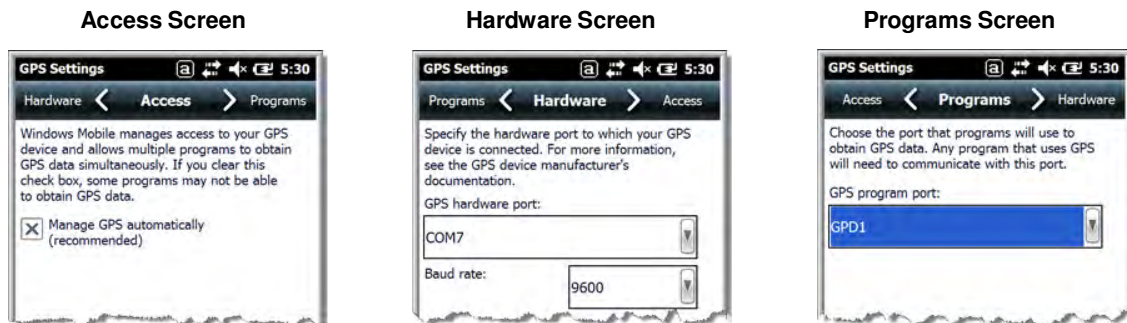 Access Screen
GPS Settings a 5:30
Hardware Access Programs
Windows Mobile manages access to your GPS
device and allows multiple programs to obtain
GPS data simultaneously. If you clear this
check box, some programs may not be able
to obtain GPS data.
Manage GPS automatically
(recommended)
Hardware Screen
GPS Settings a 5:30
Programs Hardware Access
Specify the hardware port to which your GPS
device is connected. For more information,
see the GPS device manufacturer's
documentation.
GPS hardware port:
COM7
Baud rate:
9600
Programs Screen
GPS Settings a 5:30
Access Programs Hardware
Choose the port that programs will use to
obtain GPS data. Any program that uses GPS
will need to communicate with this port.
GPS program port:
GPD1